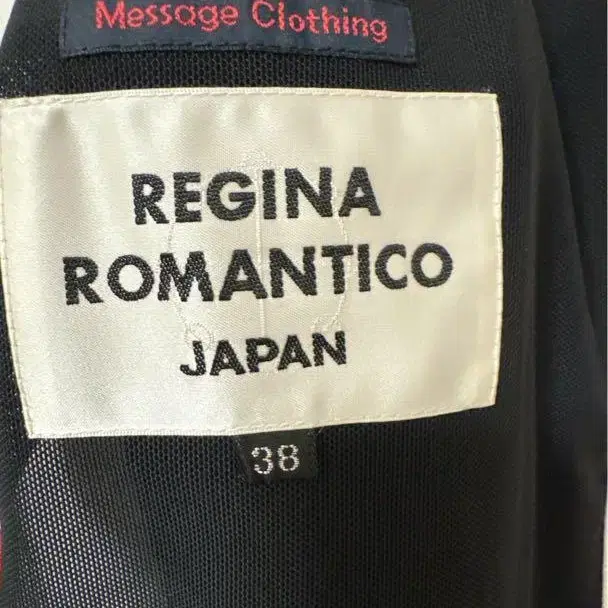 Message Clothing
REGINA
ROMANTICO
JAPAN
38